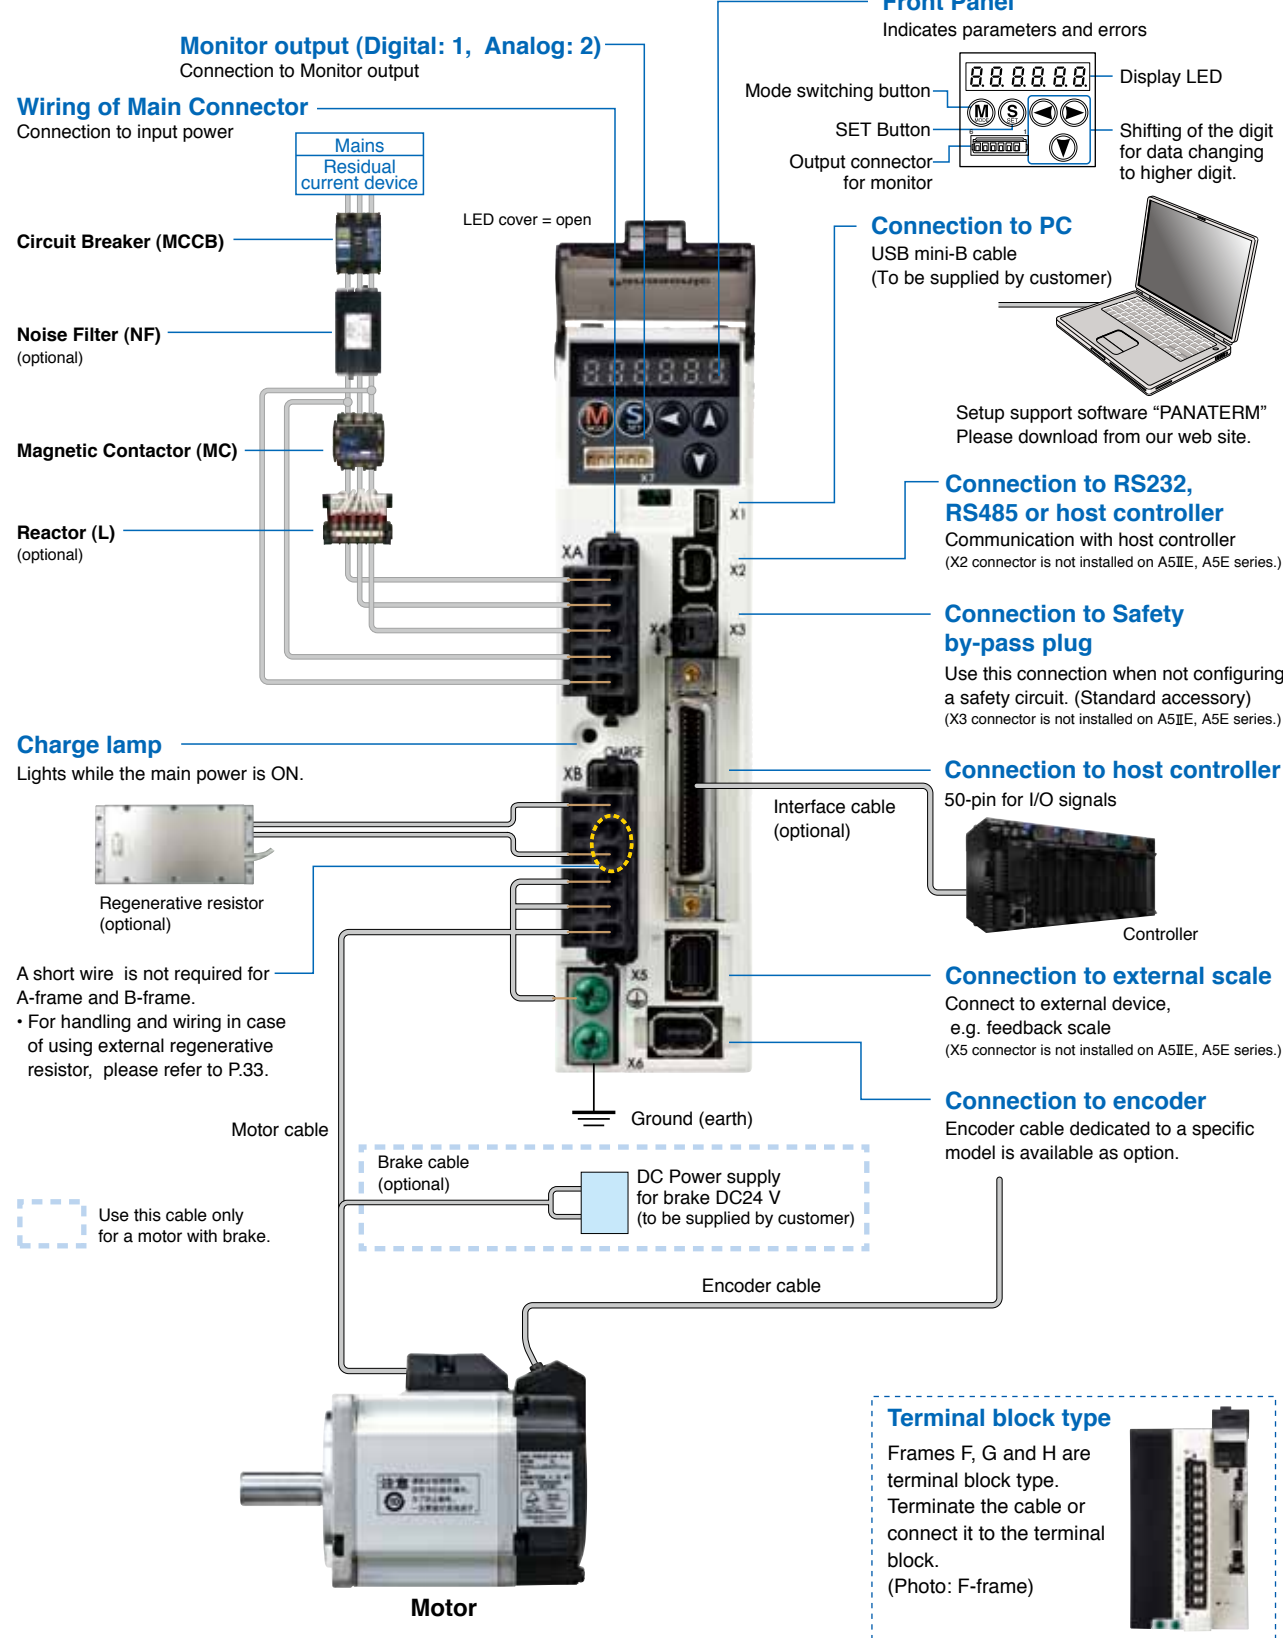 Front Panel
Indicates parameters and errors
Monitor output (Digital: 1, Analog: 2)
Connection to Monitor output
Display LED
Mode switching button
M
MODE
S
SET
SET Button
6
1
Shifting of the digit
for data changing
to higher digit.
Output connector
for monitor
Wiring of Main Connector
Connection to input power
Mains
Residual
current device
Circuit Breaker (MCCB)
Noise Filter (NF)
(optional)
Magnetic Contactor (MC)
Reactor (L)
(optional)
LED cover = open
Panasonic
M
MODE
S
SET
X7
X1
XA
X2
X4
X3
CHARGE
XB
X5
X6
Connection to PC
USB mini-B cable
(To be supplied by customer)
Setup support software “PANATERM”
Please download from our web site.
Connection to RS232,
RS485 or host controller
Communication with host controller
(X2 connector is not installed on A5ⅡE, A5E series.)
Connection to Safety
by-pass plug
Use this connection when not configuring
a safety circuit. (Standard accessory)
(X3 connector is not installed on A5ⅡE, A5E series.)
Charge lamp
Lights while the main power is ON.
Connection to host controller
50-pin for I/O signals
Interface cable
(optional)
Controller
Regenerative resistor
(optional)
A short wire is not required for
A-frame and B-frame.
• For handling and wiring in case
of using external regenerative
resistor, please refer to P.33.
Connection to external scale
Connect to external device,
e.g. feedback scale
(X5 connector is not installed on A5ⅡE, A5E series.)
Connection to encoder
Encoder cable dedicated to a specific
model is available as option.
Ground (earth)
Motor cable
Brake cable
(optional)
DC Power supply
for brake DC24 V
(to be supplied by customer)
Use this cable only
for a motor with brake.
Encoder cable
Motor
Terminal block type
Frames F, G and H are
terminal block type.
Terminate the cable or
connect it to the terminal
block.
(Photo: F-frame)